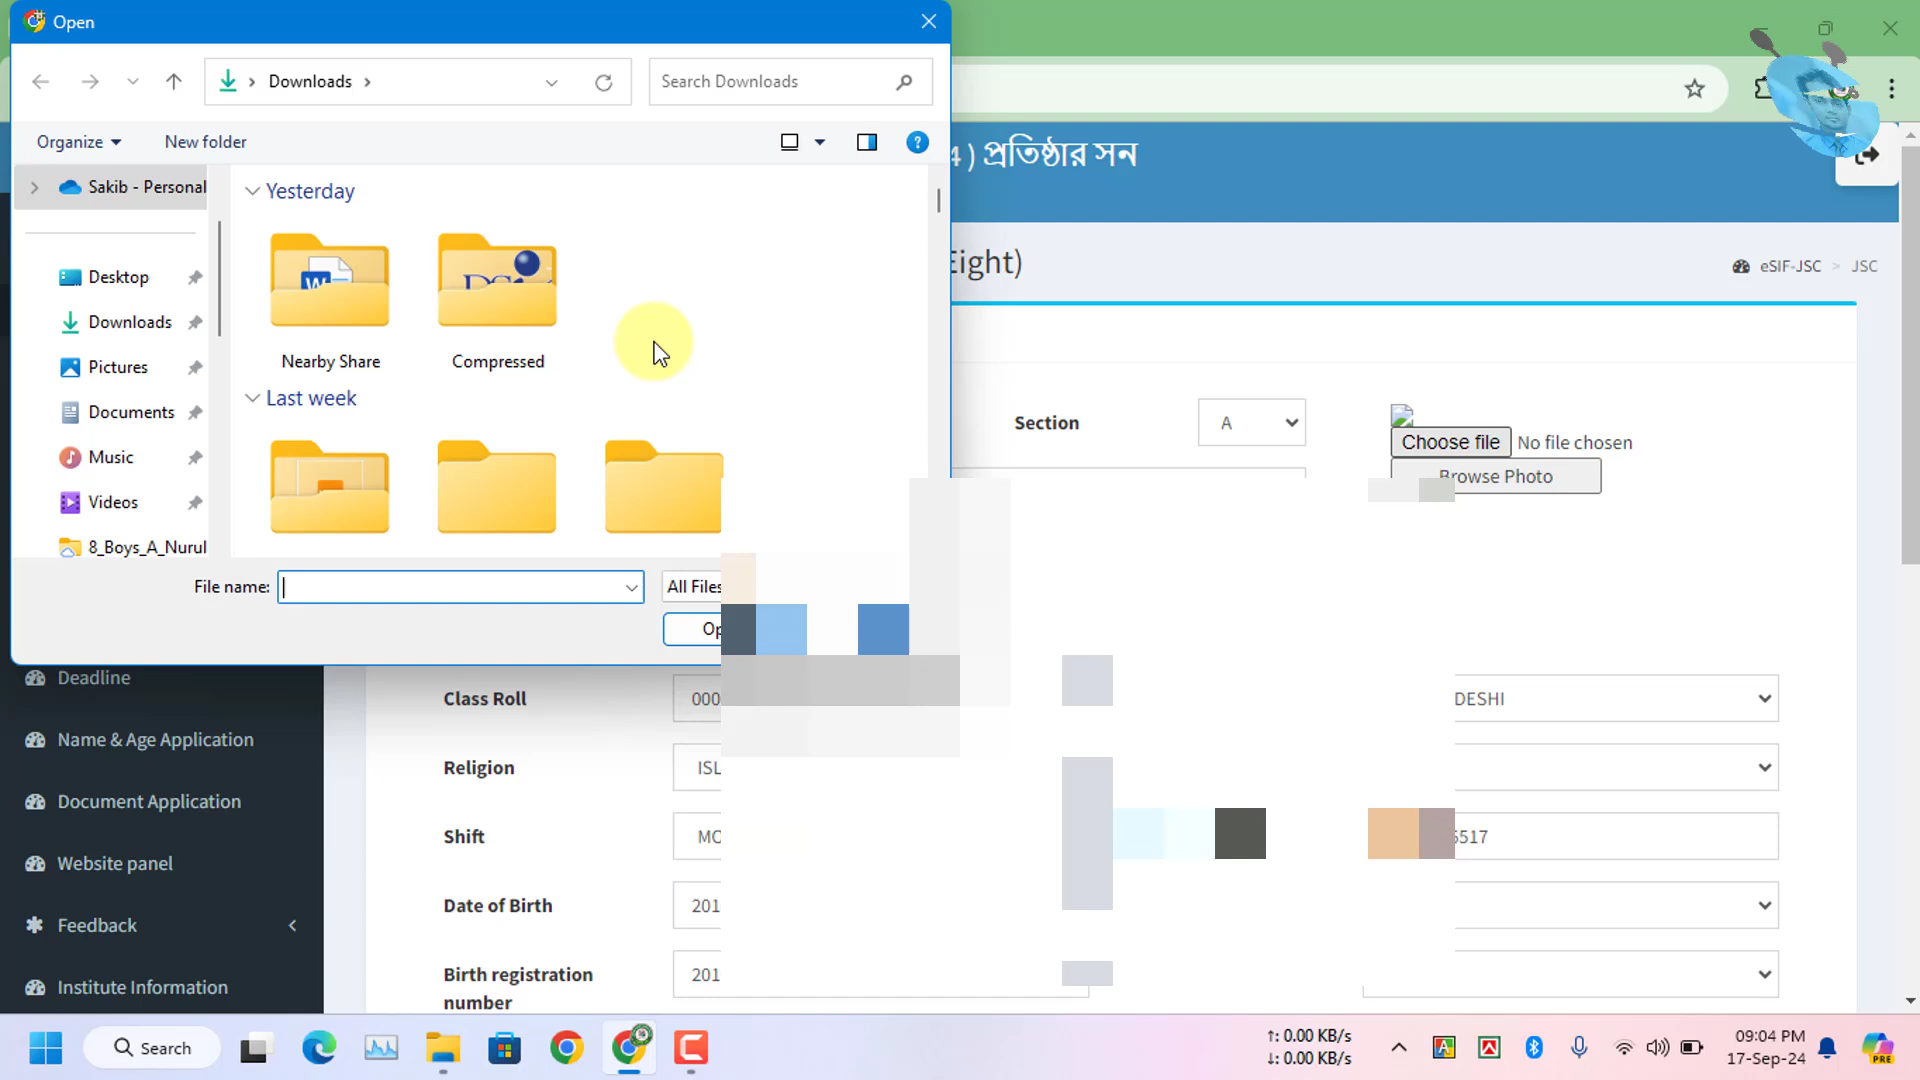 Open
Downloads
Search Downloads
Organize
New folder
Sakib - Personal
Desktop
Downloads
Pictures
Documents
Music
Videos
8_Boys_A_Nurul
Yesterday
Nearby Share
Compressed
Last week
File name:
All Files
4 ) প্রতিষ্ঠার সন
Eight)
eSIF-JSC > JSC
Section
A
Choose file No file chosen
Browse Photo
Deadline
Name & Age Application
Document Application
Website panel
Feedback
Institute Information
Class Roll
000
DESHI
Religion
ISL
Shift
MO
5517
Date of Birth
201
Birth registration
number
201
Search
↑: 0.00 KB/s
↓: 0.00 KB/s
09:04 PM
17-Sep-24
PRE